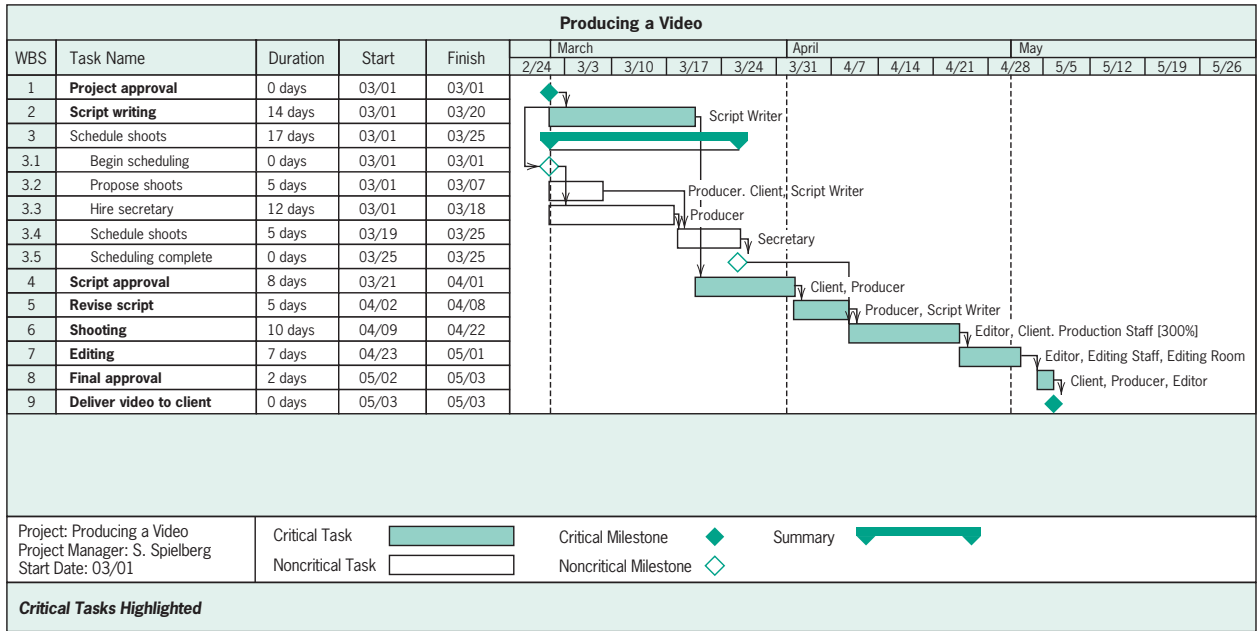 Producing a Video
WBS Task Name Duration Start Finish
March April May
2/24 3/3 3/10 3/17 3/24 3/31 4/7 4/14 4/21 4/28 5/5 5/12 5/19 5/26
1 Project approval 0 days 03/01 03/01
2 Script writing 14 days 03/01 03/20 Script Writer
3 Schedule shoots 17 days 03/01 03/25
3.1 Begin scheduling 0 days 03/01 03/01
3.2 Propose shoots 5 days 03/01 03/07 Producer. Client, Script Writer
3.3 Hire secretary 12 days 03/01 03/18 Producer
3.4 Schedule shoots 5 days 03/19 03/25 Secretary
3.5 Scheduling complete 0 days 03/25 03/25
4 Script approval 8 days 03/21 04/01 Client, Producer
5 Revise script 5 days 04/02 04/08 Producer, Script Writer
6 Shooting 10 days 04/09 04/22 Editor, Client. Production Staff [300%]
7 Editing 7 days 04/23 05/01 Editor, Editing Staff, Editing Room
8 Final approval 2 days 05/02 05/03 Client, Producer, Editor
9 Deliver video to client 0 days 05/03 05/03
Project: Producing a Video
Project Manager: S. Spielberg
Start Date: 03/01
Critical Task Critical Milestone Summary
Noncritical Task Noncritical Milestone
Critical Tasks Highlighted